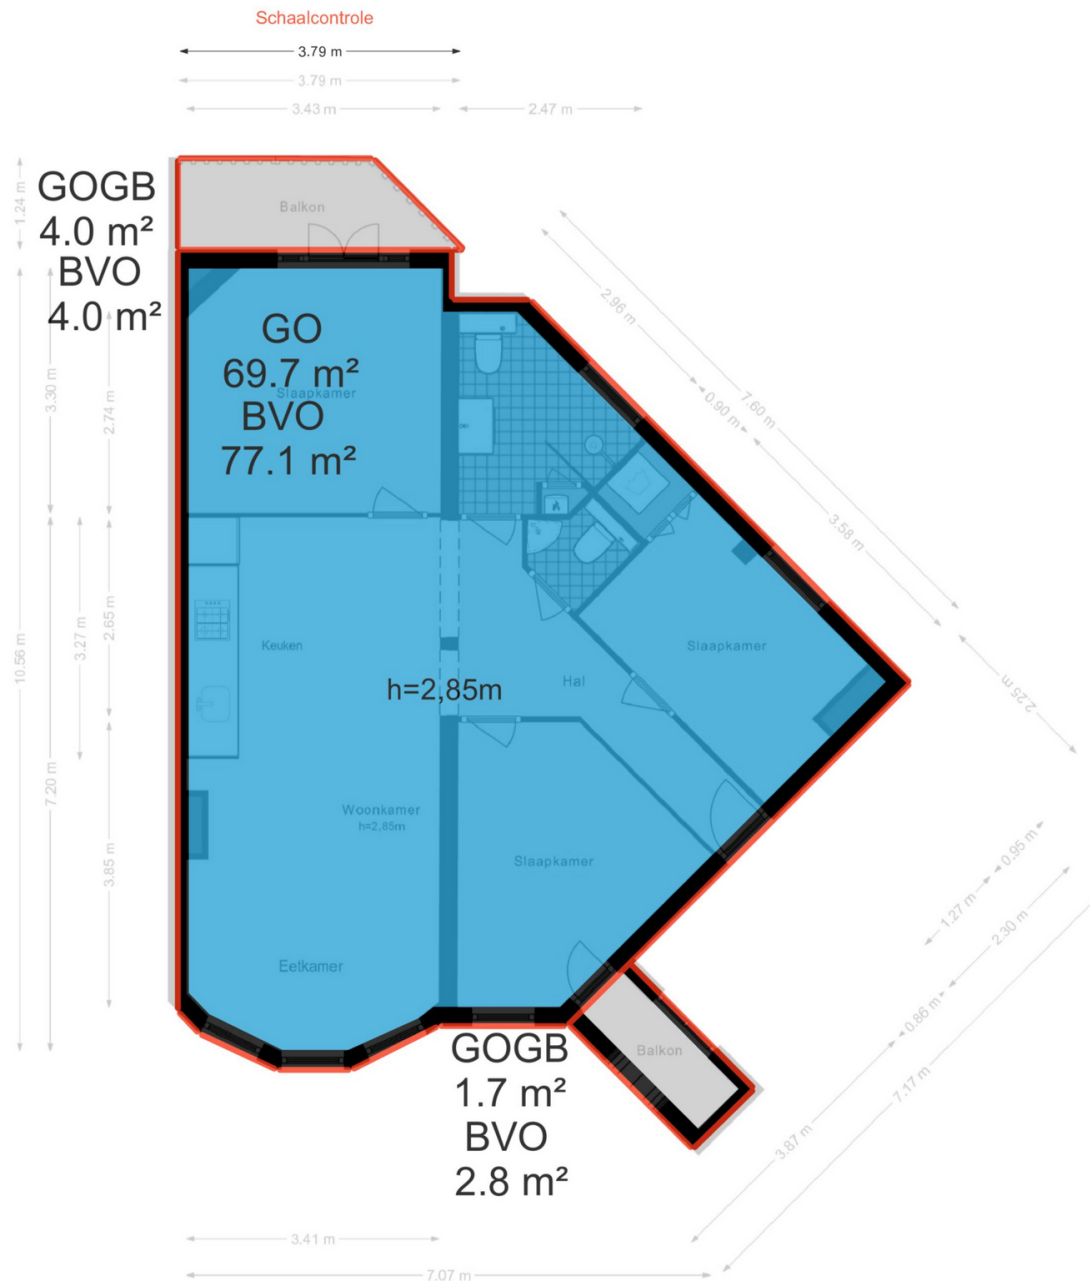 Schaalcontrole
3.79 m
3.79 m
3.43 m
2.47 m
1.24 m
GOGB
4.0 m²
BVO
4.0 m²
Balkon
GO
69.7 m²
Slaapkamer
BVO
77.1 m²
2.96 m
0.90 m
7.60 m
3.58 m
2.25 m
10.56 m
3.30 m
2.74 m
7.20 m
3.27 m
2.65 m
3.85 m
Keuken
h=2,85m
Hal
Slaapkamer
Woonkamer
h=2,85m
Slaapkamer
Eetkamer
0.95 m
1.27 m
2.30 m
0.86 m
7.17 m
3.87 m
GOGB
1.7 m²
BVO
2.8 m²
Balkon
3.41 m
7.07 m